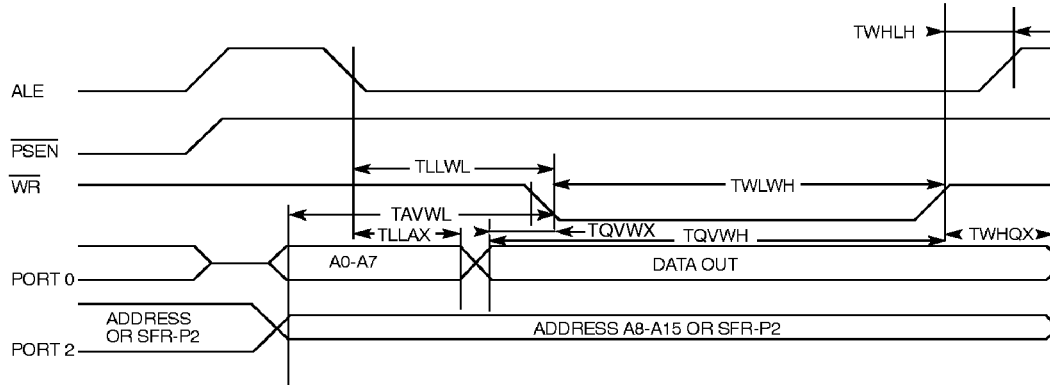 TWHLH
ALE
PSEN
TLLWL
WR
TWLWH
TAVWL
TLLAX
TQVWX
TQVWH
TWHQX
A0-A7
DATA OUT
PORT 0
ADDRESS
OR SFR-P2
ADDRESS A8-A15 OR SFR-P2
PORT 2